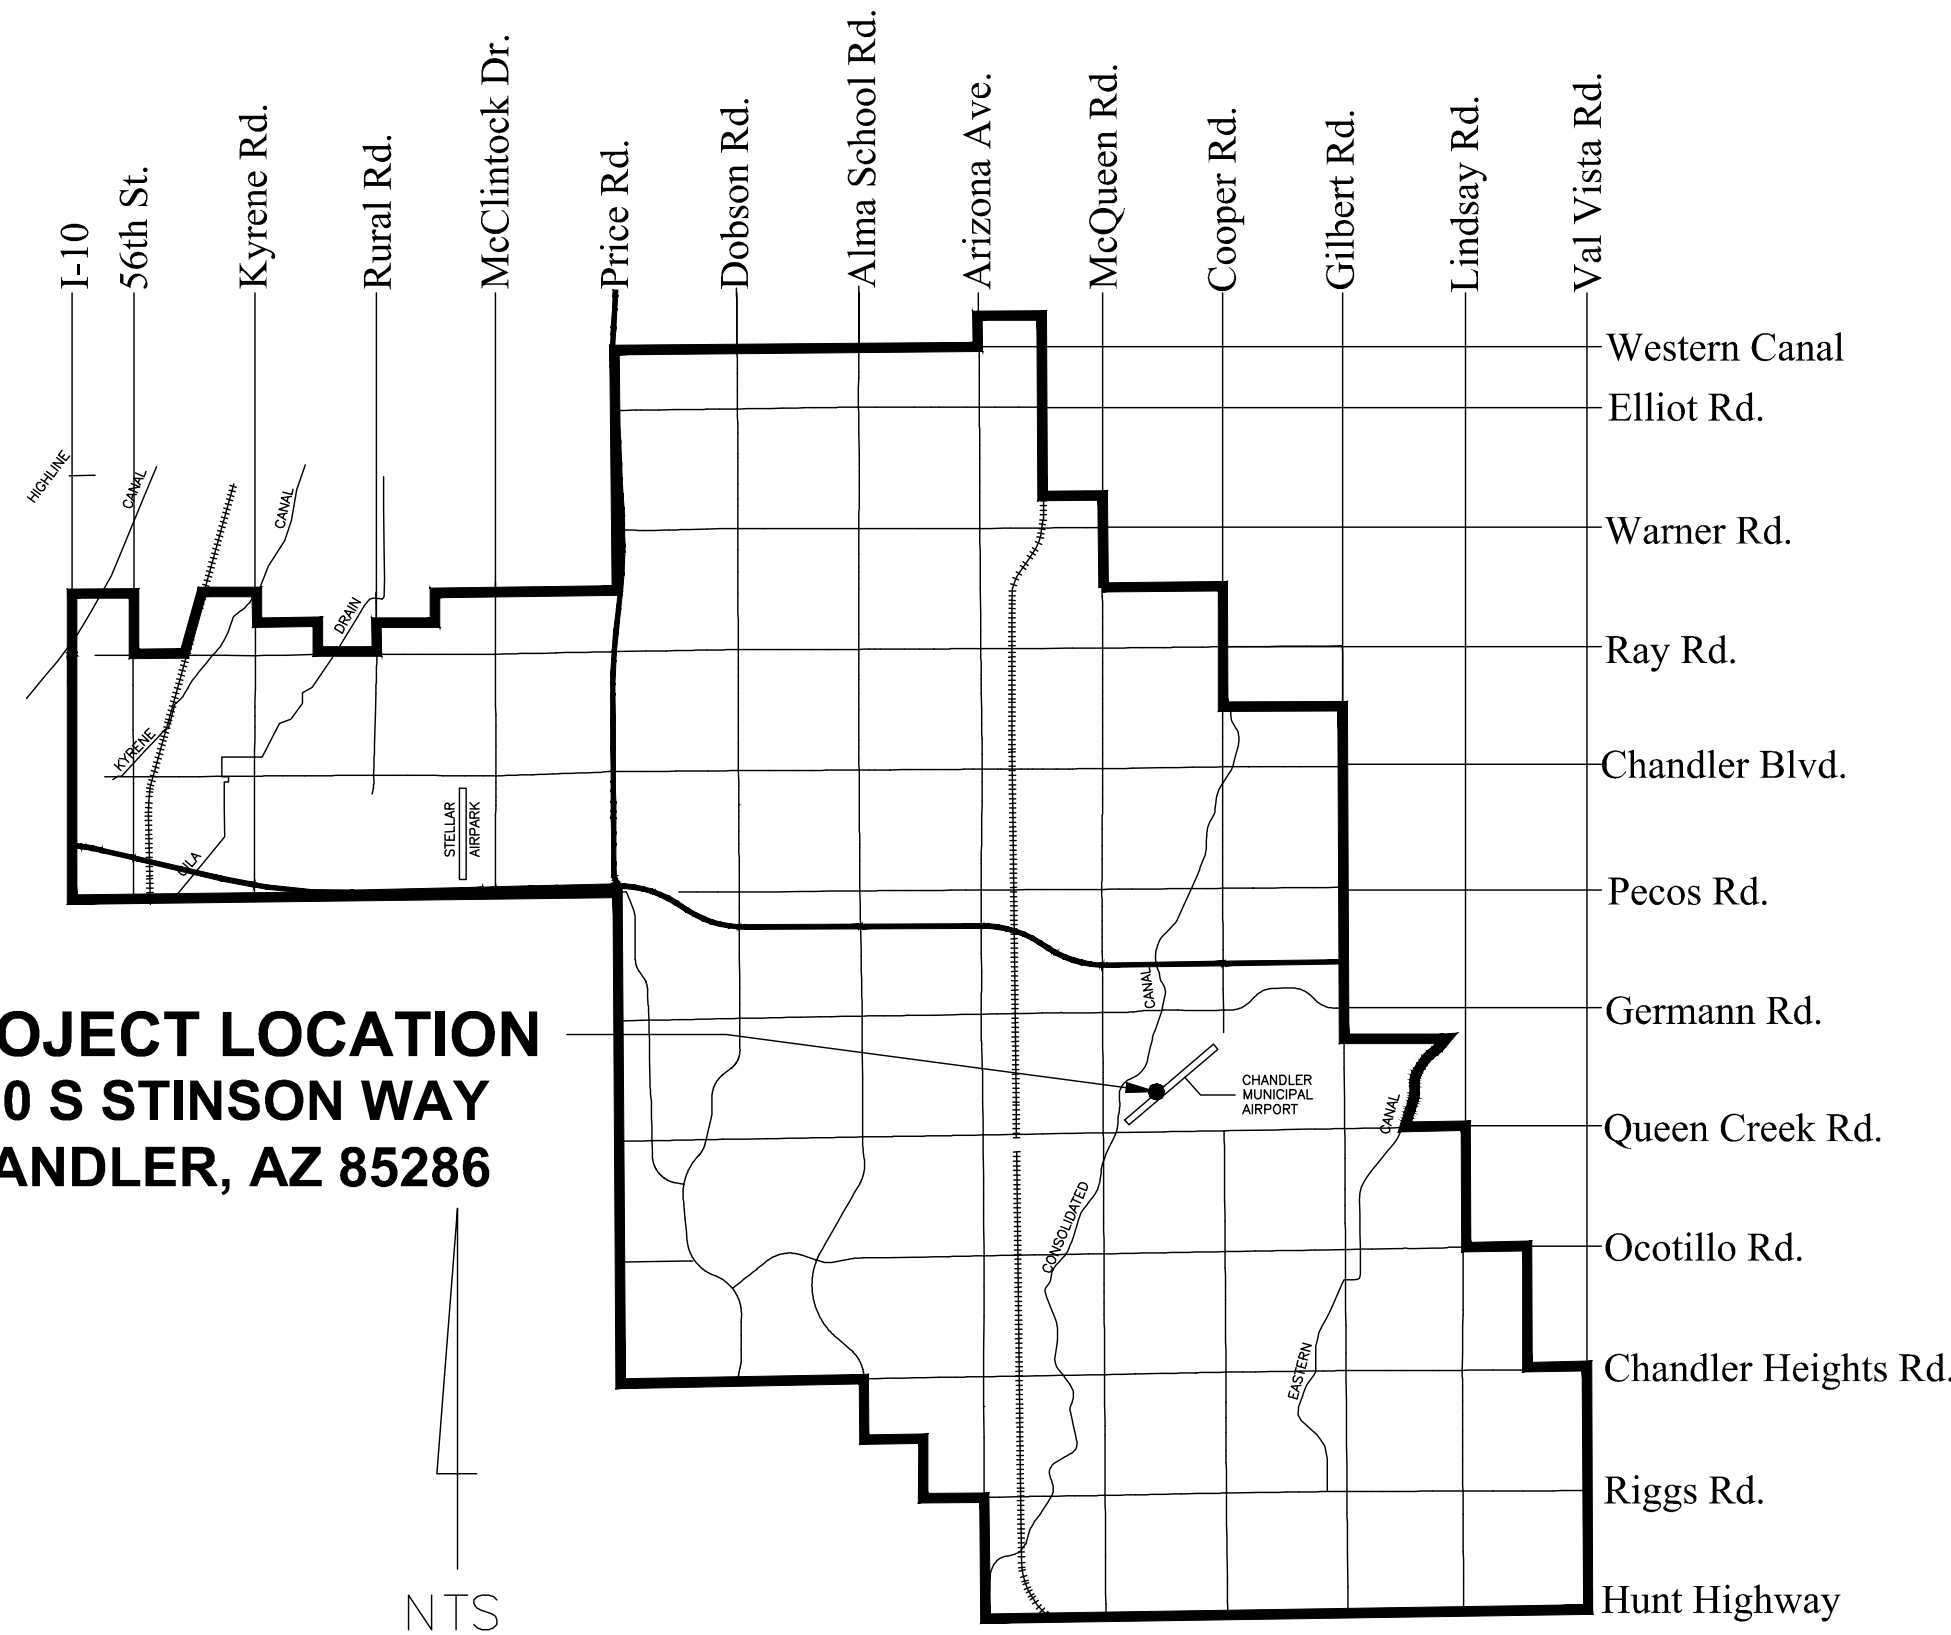 I-10
56th St.
Kyrene Rd.
Rural Rd.
McClintock Dr.
Price Rd.
Dobson Rd.
Alma School Rd.
Arizona Ave.
McQueen Rd.
Cooper Rd.
Gilbert Rd.
Lindsay Rd.
Val Vista Rd.
Western Canal
Elliot Rd.
Warner Rd.
Ray Rd.
Chandler Blvd.
Pecos Rd.
Germann Rd.
Queen Creek Rd.
Ocotillo Rd.
Chandler Heights Rd.
Riggs Rd.
Hunt Highway
HIGHLINE
CANAL
CANAL
DRAIN
KYRENE
GILA
STELLAR
AIRPARK
OJECT LOCATION
0 S STINSON WAY
ANDLER, AZ 85286
CANAL
CHANDLER
MUNICIPAL
AIRPORT
CANAL
CONSOLIDATED
EASTERN
NTS